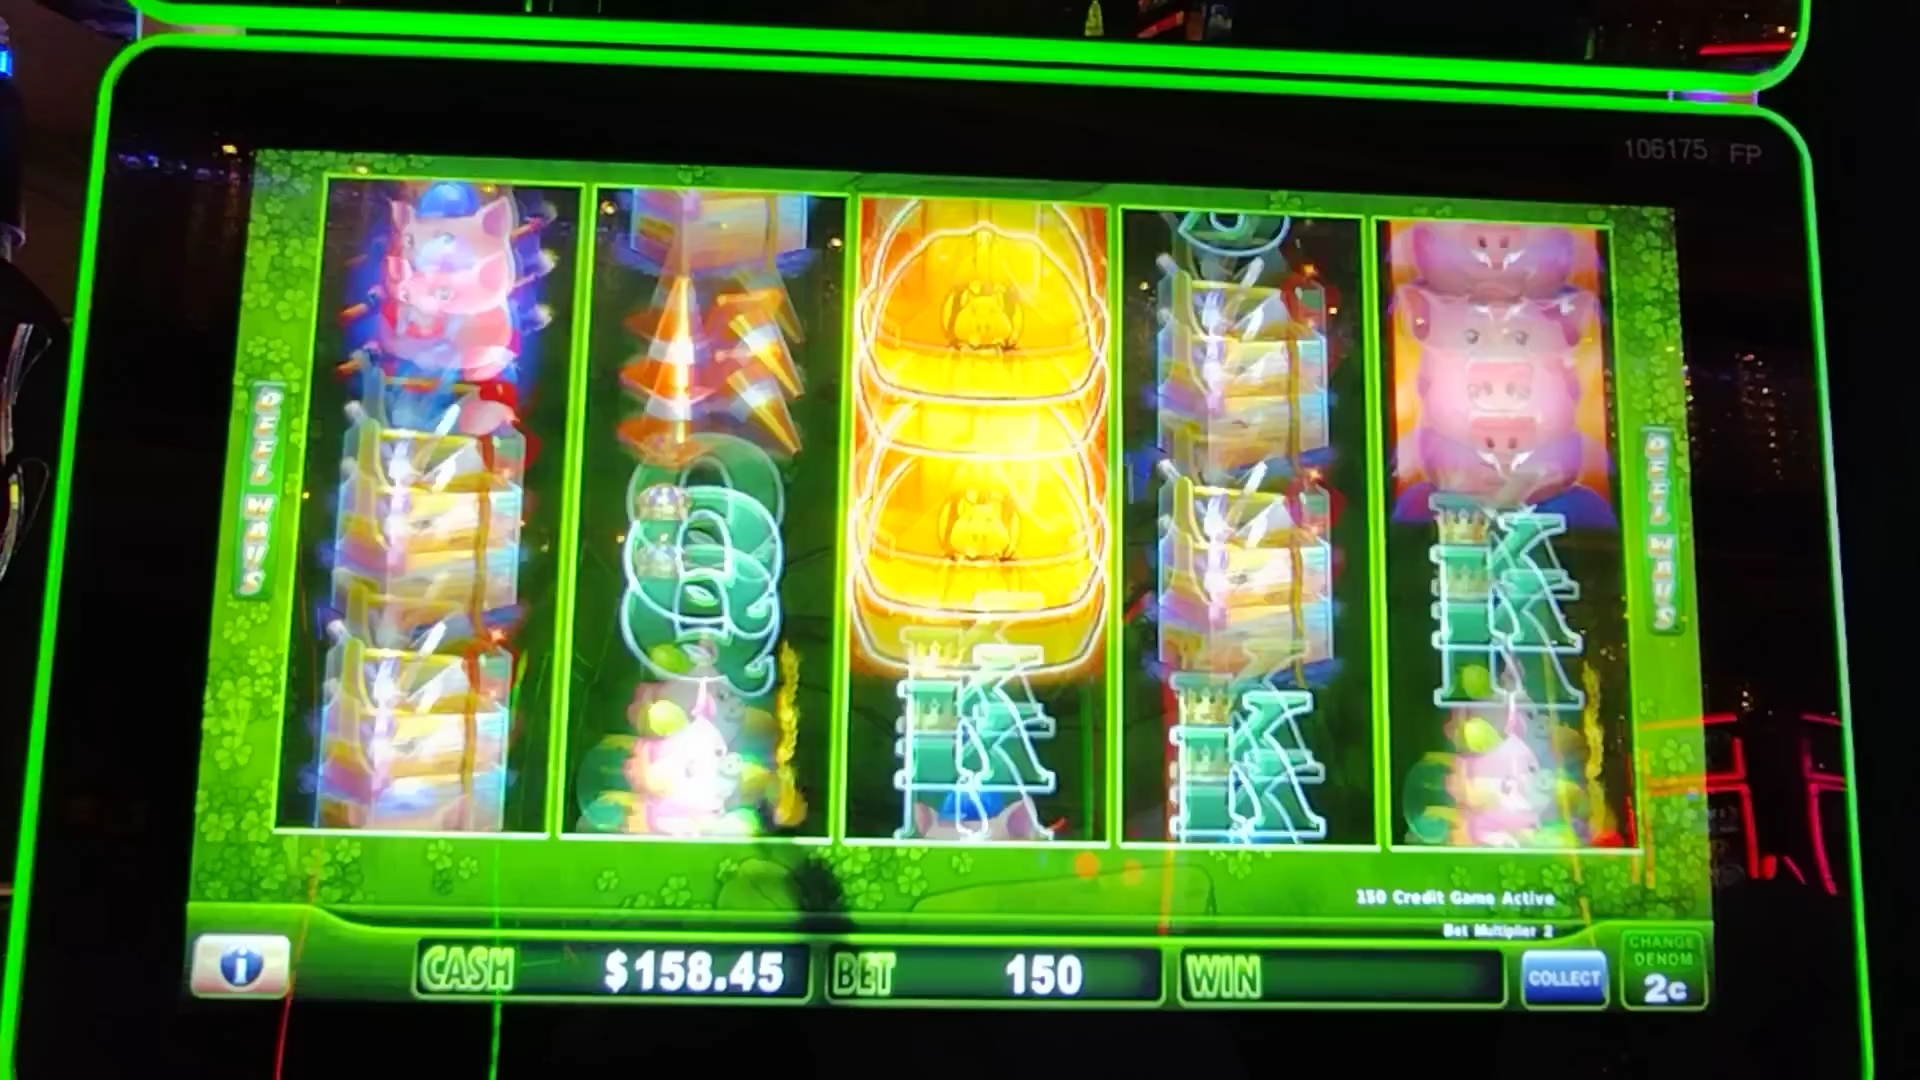 106175 FP
REEL WAYS
REEL WAYS
Q
K
K
K
150 Credit Game Active
Bet Multiplier 2
CASH $158.45
BET 150
WIN
COLLECT
CHANGE
DENOM
2c